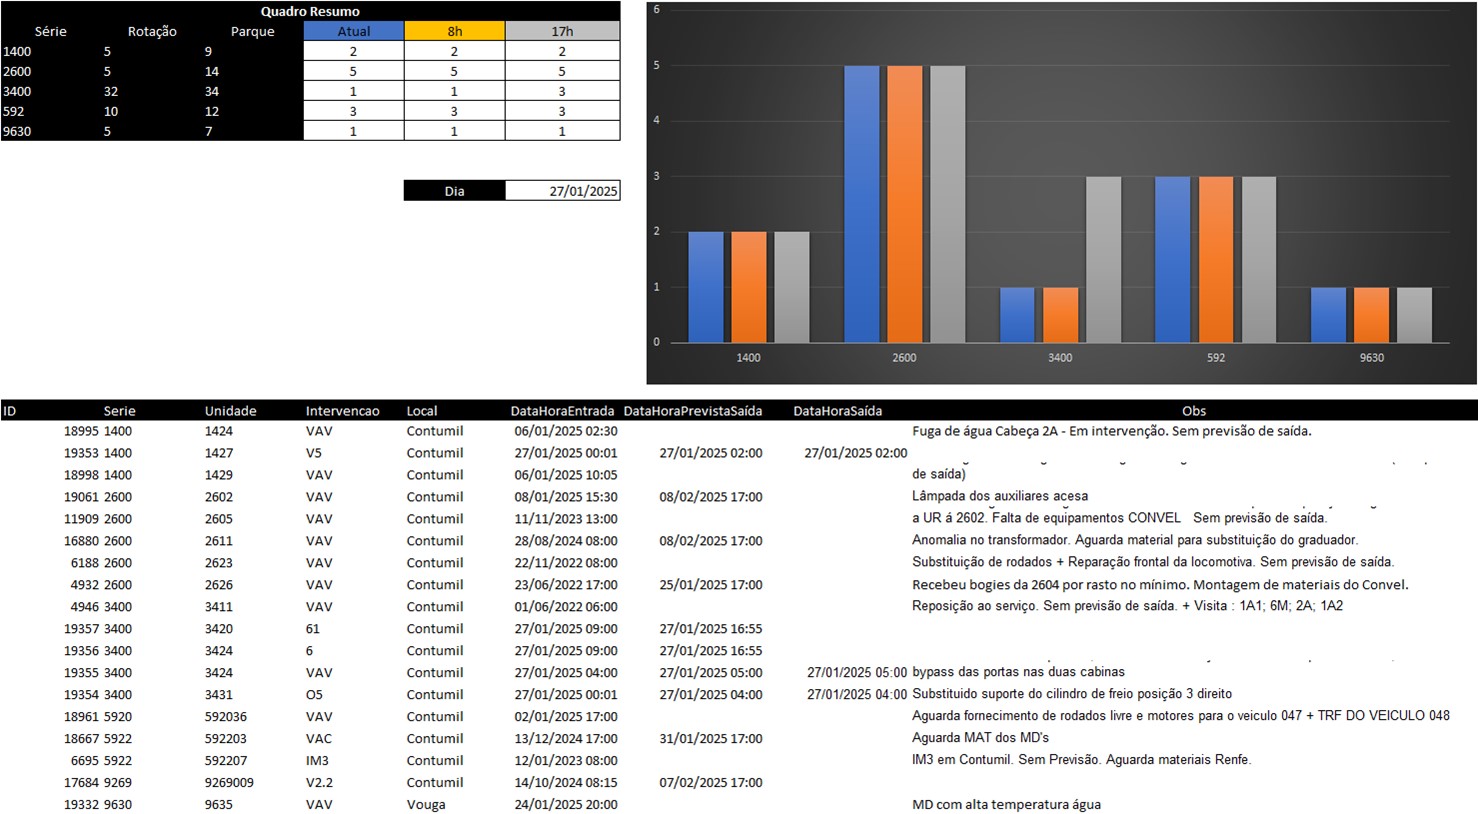 Quadro Resumo
Série Rotação Parque Atual 8h 17h
1400 5 9 2 2 2
2600 5 14 5 5 5
3400 32 34 1 1 3
592 10 12 3 3 3
9630 5 7 1 1 1
Dia 27/01/2025
6
5
4
3
2
1
0
1400 2600 3400 592 9630
ID Serie Unidade Intervencao Local DataHoraEntrada DataHoraPrevistaSaída DataHoraSaída Obs
18995 1400 1424 VAV Contumil 06/01/2025 02:30 Fuga de água Cabeça 2A - Em intervenção. Sem previsão de saída.
19353 1400 1427 V5 Contumil 27/01/2025 00:01 27/01/2025 02:00 27/01/2025 02:00
18998 1400 1429 VAV Contumil 06/01/2025 10:05 de saída)
19061 2600 2602 VAV Contumil 08/01/2025 15:30 08/02/2025 17:00 Lâmpada dos auxiliares acesa
11909 2600 2605 VAV Contumil 11/11/2023 13:00 a UR á 2602. Falta de equipamentos CONVEL Sem previsão de saída.
16880 2600 2611 VAV Contumil 28/08/2024 08:00 08/02/2025 17:00 Anomalia no transformador. Aguarda material para substituição do graduador.
6188 2600 2623 VAV Contumil 22/11/2022 08:00 Substituição de rodados + Reparação frontal da locomotiva. Sem previsão de saída.
4932 2600 2626 VAV Contumil 23/06/2022 17:00 25/01/2025 17:00 Recebeu bogies da 2604 por rasto no mínimo. Montagem de materiais do Convel.
4946 3400 3411 VAV Contumil 01/06/2022 06:00 Reposição ao serviço. Sem previsão de saída. + Visita : 1A1; 6M; 2A; 1A2
19357 3400 3420 61 Contumil 27/01/2025 09:00 27/01/2025 16:55
19356 3400 3424 6 Contumil 27/01/2025 09:00 27/01/2025 16:55
19355 3400 3424 VAV Contumil 27/01/2025 04:00 27/01/2025 05:00 27/01/2025 05:00 bypass das portas nas duas cabinas
19354 3400 3431 O5 Contumil 27/01/2025 00:01 27/01/2025 04:00 27/01/2025 04:00 Substituido suporte do cilindro de freio posição 3 direito
18961 5920 592036 VAV Contumil 02/01/2025 17:00 Aguarda fornecimento de rodados livre e motores para o veiculo 047 + TRF DO VEICULO 048
18667 5922 592203 VAC Contumil 13/12/2024 17:00 31/01/2025 17:00 Aguarda MAT dos MD's
6695 5922 592207 IM3 Contumil 12/01/2023 08:00 IM3 em Contumil. Sem Previsão. Aguarda materiais Renfe.
17684 9269 9269009 V2.2 Contumil 14/10/2024 08:15 07/02/2025 17:00
19332 9630 9635 VAV Vouga 24/01/2025 20:00 MD com alta temperatura água